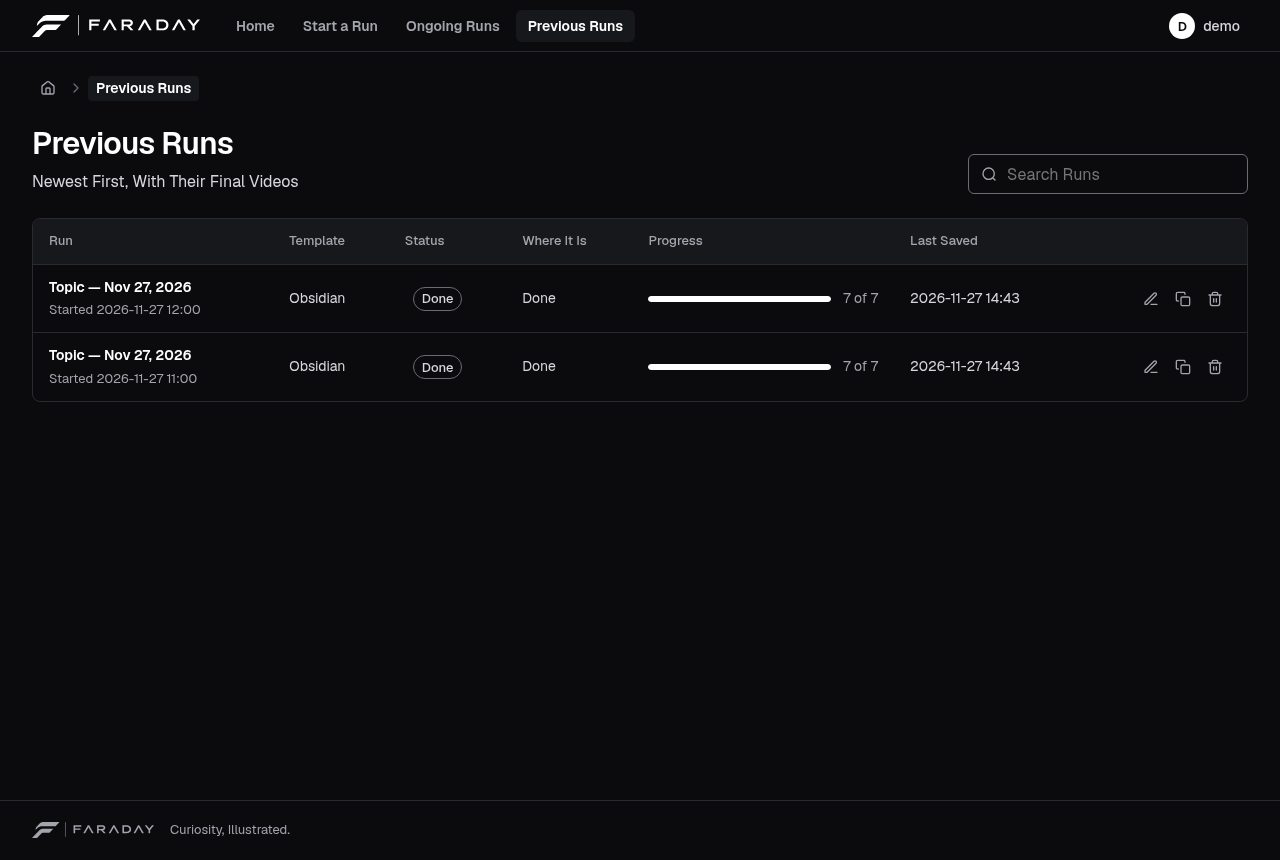 FARADAY Home Start a Run Ongoing Runs Previous Runs D demo
Previous Runs
Previous Runs
Newest First, With Their Final Videos
Search Runs
Run Template Status Where It Is Progress Last Saved
Topic — Nov 27, 2026
Started 2026-11-27 12:00
Obsidian Done Done 7 of 7 2026-11-27 14:43
Topic — Nov 27, 2026
Started 2026-11-27 11:00
Obsidian Done Done 7 of 7 2026-11-27 14:43
FARADAY Curiosity, Illustrated.